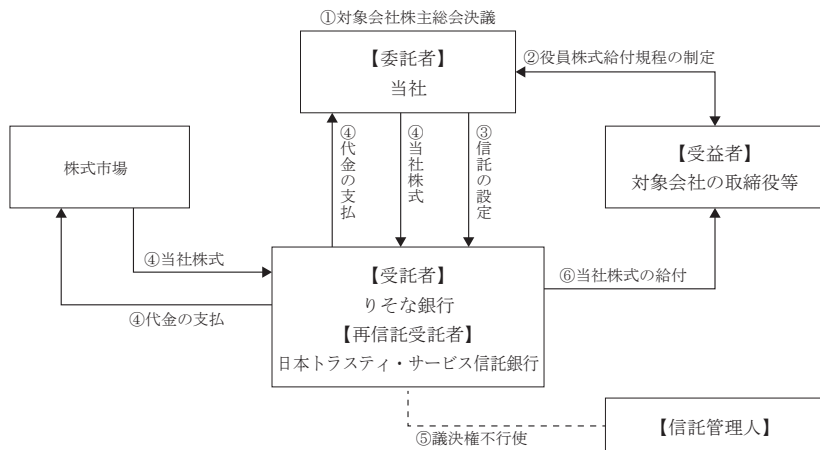 ①対象会社株主総会決議
【委託者】
当社
②役員株式給付規程の制定
④代金の支払
④当社株式
③信託の設定
株式市場
【受益者】
対象会社の取締役等
④当社株式
④代金の支払
【受託者】
りそな銀行
【再信託受託者】
日本トラスティ・サービス信託銀行
⑥当社株式の給付
⑤議決権不行使
【信託管理人】